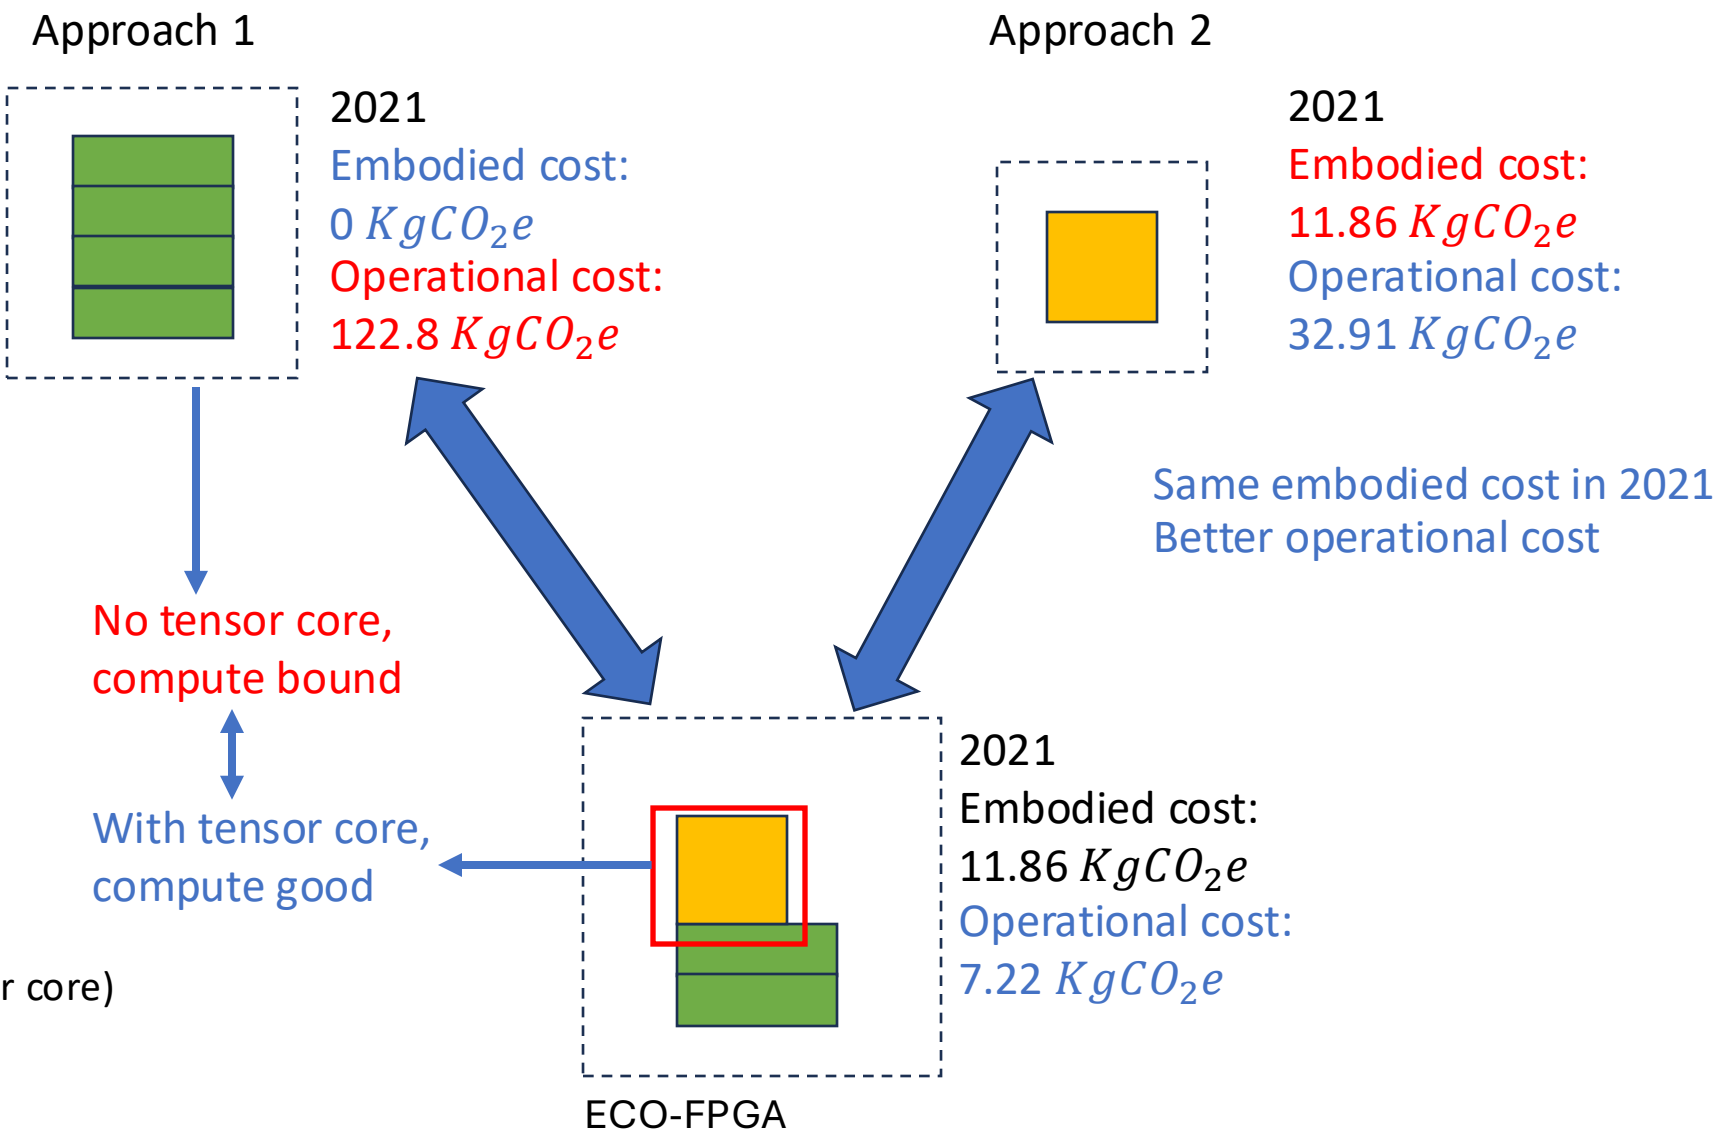 Approach 1
2021
Embodied cost:
0 KgCO₂e
Operational cost:
122.8 KgCO₂e
Approach 2
2021
Embodied cost:
11.86 KgCO₂e
Operational cost:
32.91 KgCO₂e
Same embodied cost in 2021
Better operational cost
No tensor core,
compute bound
With tensor core,
compute good
r core)
2021
Embodied cost:
11.86 KgCO₂e
Operational cost:
7.22 KgCO₂e
ECO-FPGA